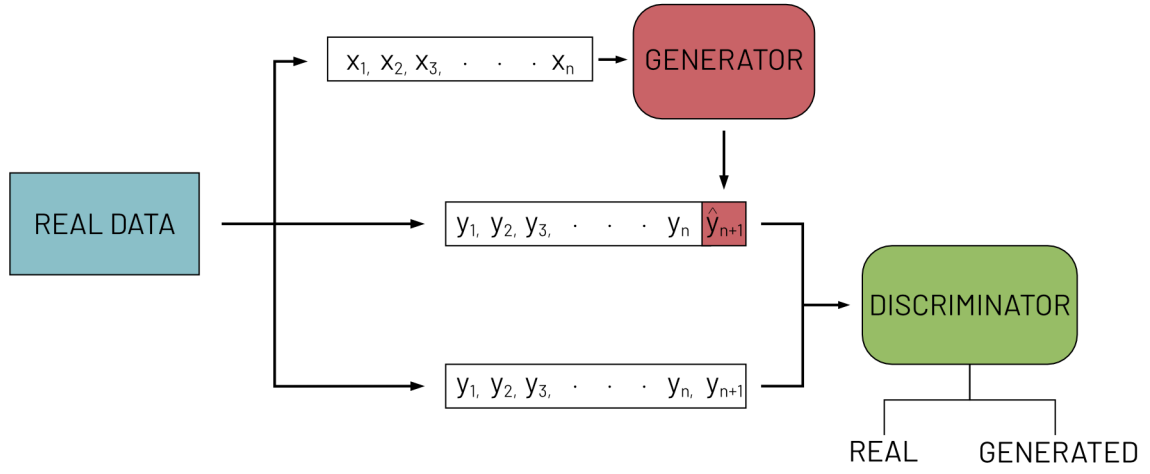 x₁, x₂, x₃, · · · xₙ
GENERATOR
REAL DATA
y₁, y₂, y₃, · · · yₙ ŷₙ₊₁
DISCRIMINATOR
y₁, y₂, y₃, · · · yₙ, yₙ₊₁
REAL
GENERATED